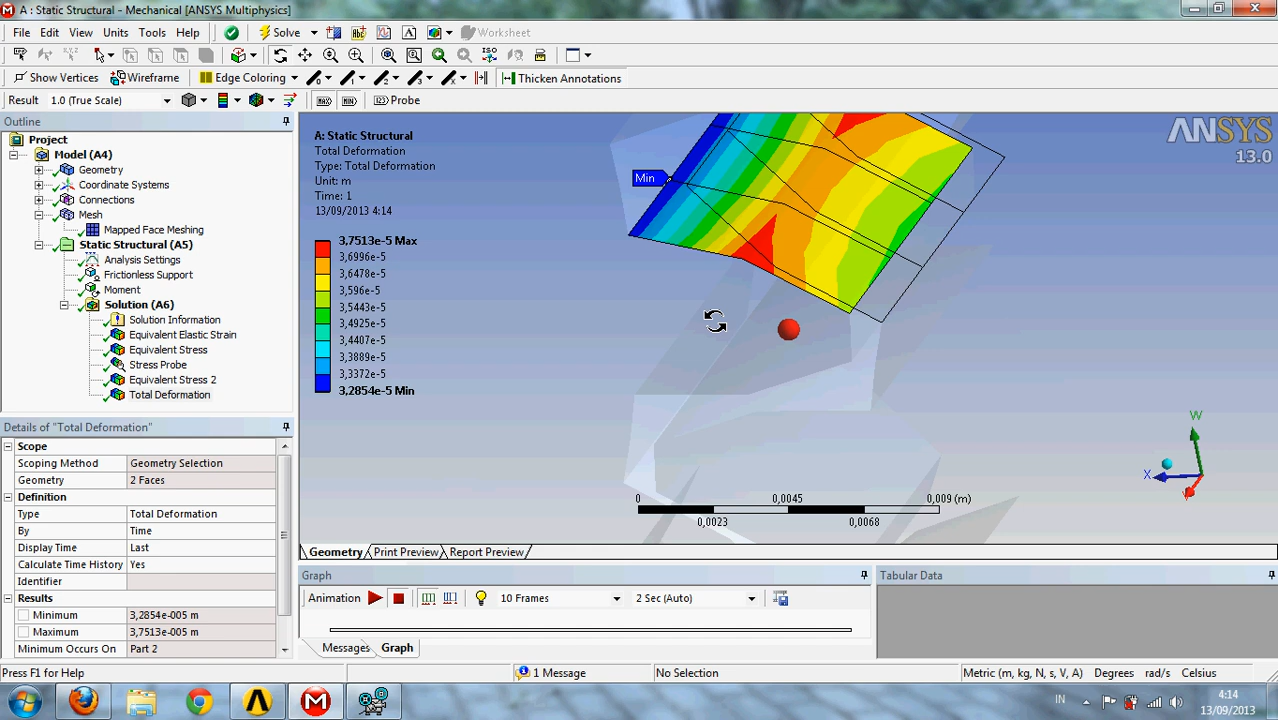 A : Static Structural - Mechanical [ANSYS Multiphysics]
File Edit View Units Tools Help Solve Worksheet
Show Vertices Wireframe Edge Coloring Thicken Annotations
Result 1.0 (True Scale) MAX MIN Probe
Outline
Project
Model (A4)
Geometry
Coordinate Systems
Connections
Mesh
Mapped Face Meshing
Static Structural (A5)
Analysis Settings
Frictionless Support
Moment
Solution (A6)
Solution Information
Equivalent Elastic Strain
Equivalent Stress
Stress Probe
Equivalent Stress 2
Total Deformation
Details of "Total Deformation"
Scope
Scoping Method Geometry Selection
Geometry 2 Faces
Definition
Type Total Deformation
By Time
Display Time Last
Calculate Time History Yes
Identifier
Results
Minimum 3,2854e-005 m
Maximum 3,7513e-005 m
Minimum Occurs On Part 2
A: Static Structural
Total Deformation
Type: Total Deformation
Unit: m
Time: 1
13/09/2013 4:14
3,7513e-5 Max
3,6996e-5
3,6478e-5
3,596e-5
3,5443e-5
3,4925e-5
3,4407e-5
3,3889e-5
3,3372e-5
3,2854e-5 Min
Min
ANSYS
13.0
W
X
0 0,0045 0,009 (m)
0,0023 0,0068
Geometry Print Preview Report Preview
Graph
Animation 10 Frames 2 Sec (Auto)
Messages Graph
Tabular Data
Press F1 for Help 1 Message No Selection Metric (m, kg, N, s, V, A) Degrees rad/s Celsius
IN 4:14
13/09/2013